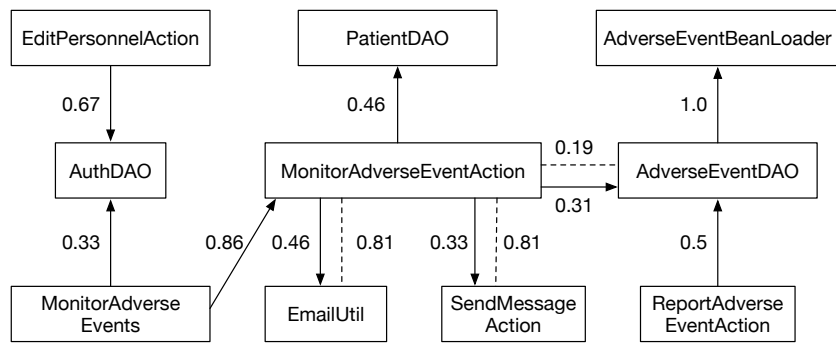 EditPersonnelAction
PatientDAO
AdverseEventBeanLoader
0.67
0.46
1.0
AuthDAO
MonitorAdverseEventAction
0.19
AdverseEventDAO
0.31
0.33
0.86
0.46
0.81
0.33
0.81
0.5
MonitorAdverse
Events
EmailUtil
SendMessage
Action
ReportAdverse
EventAction